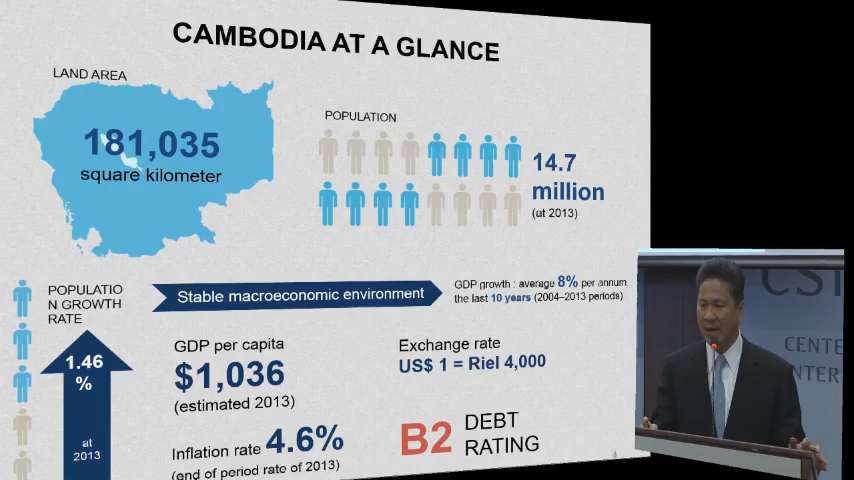 CAMBODIA AT A GLANCE
LAND AREA
181,035
square kilometer
POPULATION
14.7
million
(at 2013)
POPULATIO
N GROWTH
RATE
1.46
%
at
2013
Stable macroeconomic environment
GDP growth : average 8% per annum
the last 10 years (2004–2013 periods)
GDP per capita
$1,036
(estimated 2013)
Exchange rate
US$ 1 = Riel 4,000
Inflation rate 4.6%
(end of period rate of 2013)
B2 DEBT
RATING
4
CSI
CENTE
NTER